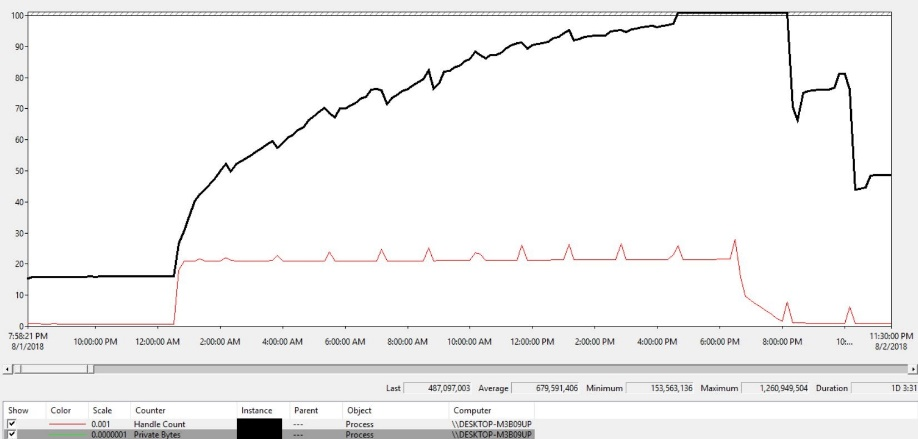 100
90
80
70
60
50
40
30
20
10
0
7:58:21 PM 10:00:00 PM 12:00:00 AM 2:00:00 AM 4:00:00 AM 6:00:00 AM 8:00:00 AM 10:00:00 AM 12:00:00 PM 2:00:00 PM 4:00:00 PM 6:00:00 PM 8:00:00 PM 10:... 11:30:00 PM
8/1/2018 8/2/2018
Last 487,097,003 Average 679,591,406 Minimum 153,563,136 Maximum 1,260,949,504 Duration 1D 3:31
Show Color Scale Counter Instance Parent Object Computer
0.001 Handle Count --- Process \\DESKTOP-M3B09UP
0.0000001 Private Bytes --- Process \\DESKTOP-M3B09UP